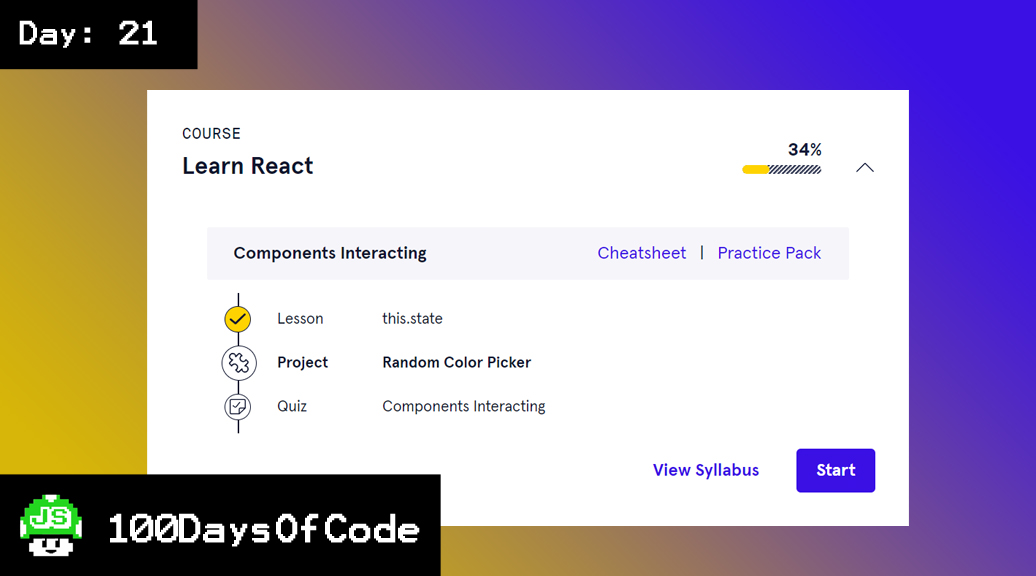 Day: 21
COURSE
Learn React
34%
Components Interacting Cheatsheet | Practice Pack
Lesson this.state
Project Random Color Picker
Quiz Components Interacting
View Syllabus Start
JS 100DaysOfCode